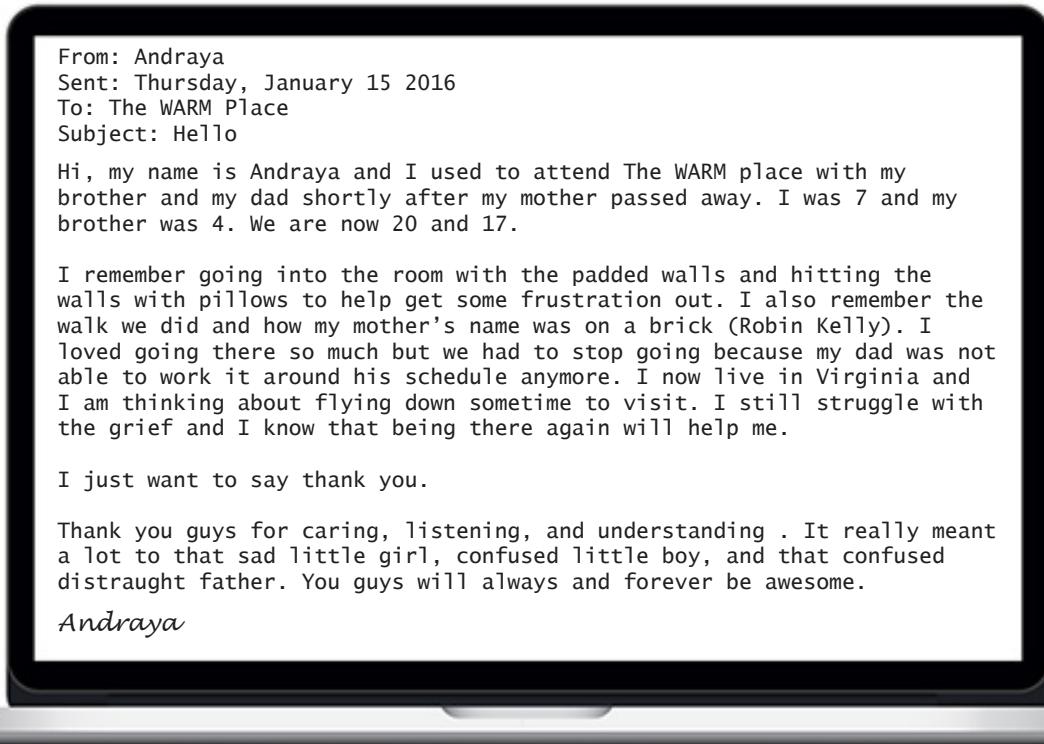 From: Andraya
Sent: Thursday, January 15 2016
To: The WARM Place
Subject: Hello
Hi, my name is Andraya and I used to attend The WARM place with my
brother and my dad shortly after my mother passed away. I was 7 and my
brother was 4. We are now 20 and 17.
I remember going into the room with the padded walls and hitting the
walls with pillows to help get some frustration out. I also remember the
walk we did and how my mother’s name was on a brick (Robin Kelly). I
loved going there so much but we had to stop going because my dad was not
able to work it around his schedule anymore. I now live in Virginia and
I am thinking about flying down sometime to visit. I still struggle with
the grief and I know that being there again will help me.
I just want to say thank you.
Thank you guys for caring, listening, and understanding . It really meant
a lot to that sad little girl, confused little boy, and that confused
distraught father. You guys will always and forever be awesome.
Andraya